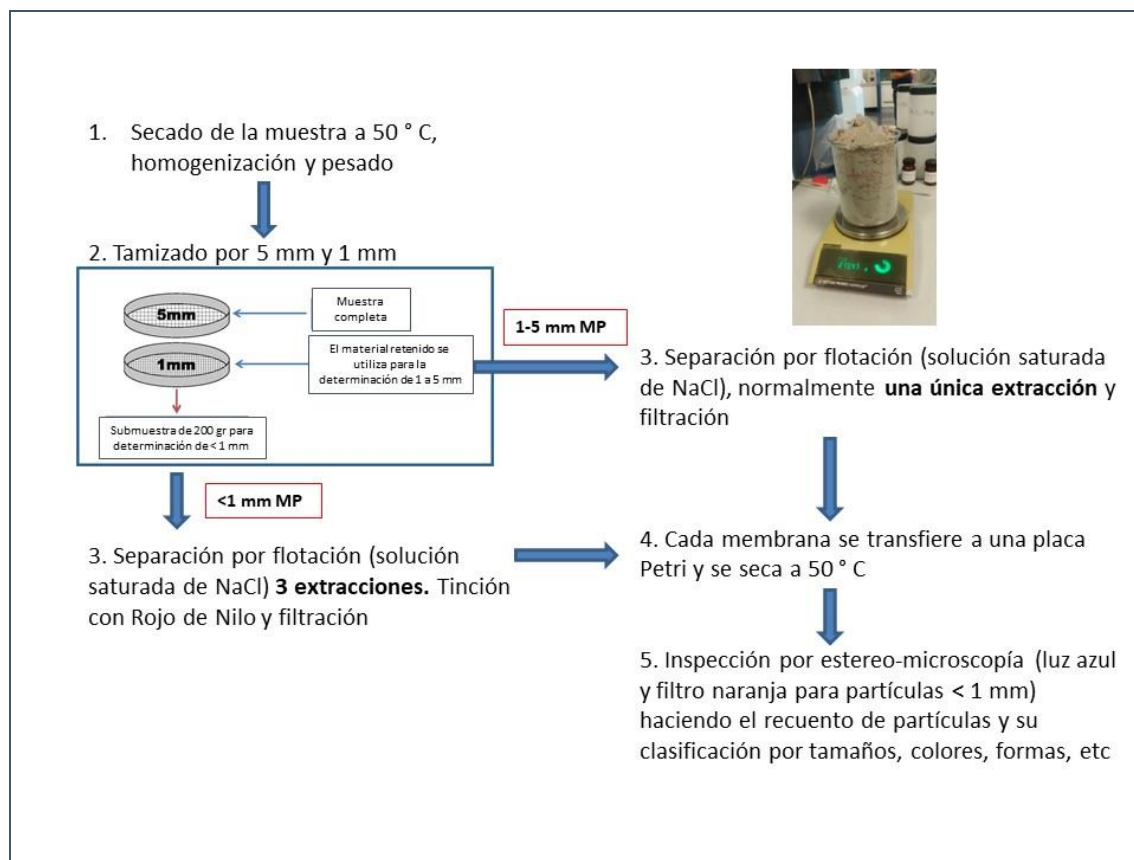 1. Secado de la muestra a 50 ° C,
homogenización y pesado
2. Tamizado por 5 mm y 1 mm
5mm
Muestra
completa
1mm
El material retenido se
utiliza para la
determinación de 1 a 5 mm
Submuestra de 200 gr para
determinación de < 1 mm
1-5 mm MP
<1 mm MP
3. Separación por flotación (solución
saturada de NaCl) 3 extracciones. Tinción
con Rojo de Nilo y filtración
3. Separación por flotación (solución saturada
de NaCl), normalmente una única extracción y
filtración
4. Cada membrana se transfiere a una placa
Petri y se seca a 50 ° C
5. Inspección por estereo-microscopía (luz azul
y filtro naranja para partículas < 1 mm)
haciendo el recuento de partículas y su
clasificación por tamaños, colores, formas, etc